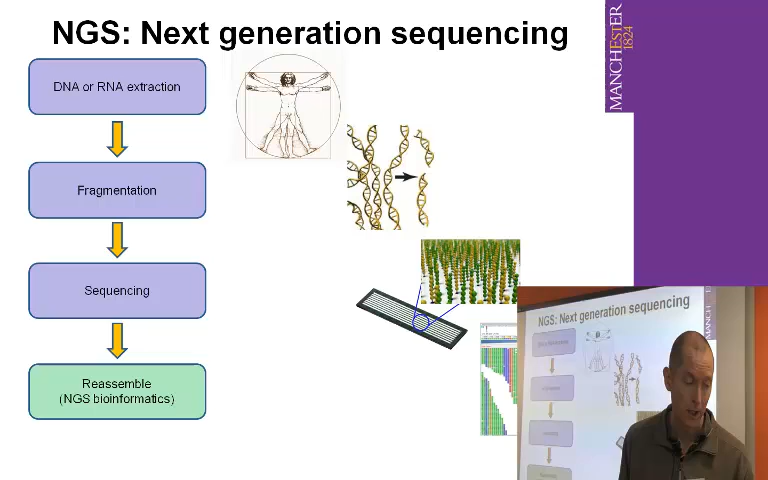 NGS: Next generation sequencing
MANCHESTER
1824
DNA or RNA extraction
Fragmentation
Sequencing
Reassemble
(NGS bioinformatics)
NGS: Next generation sequencing